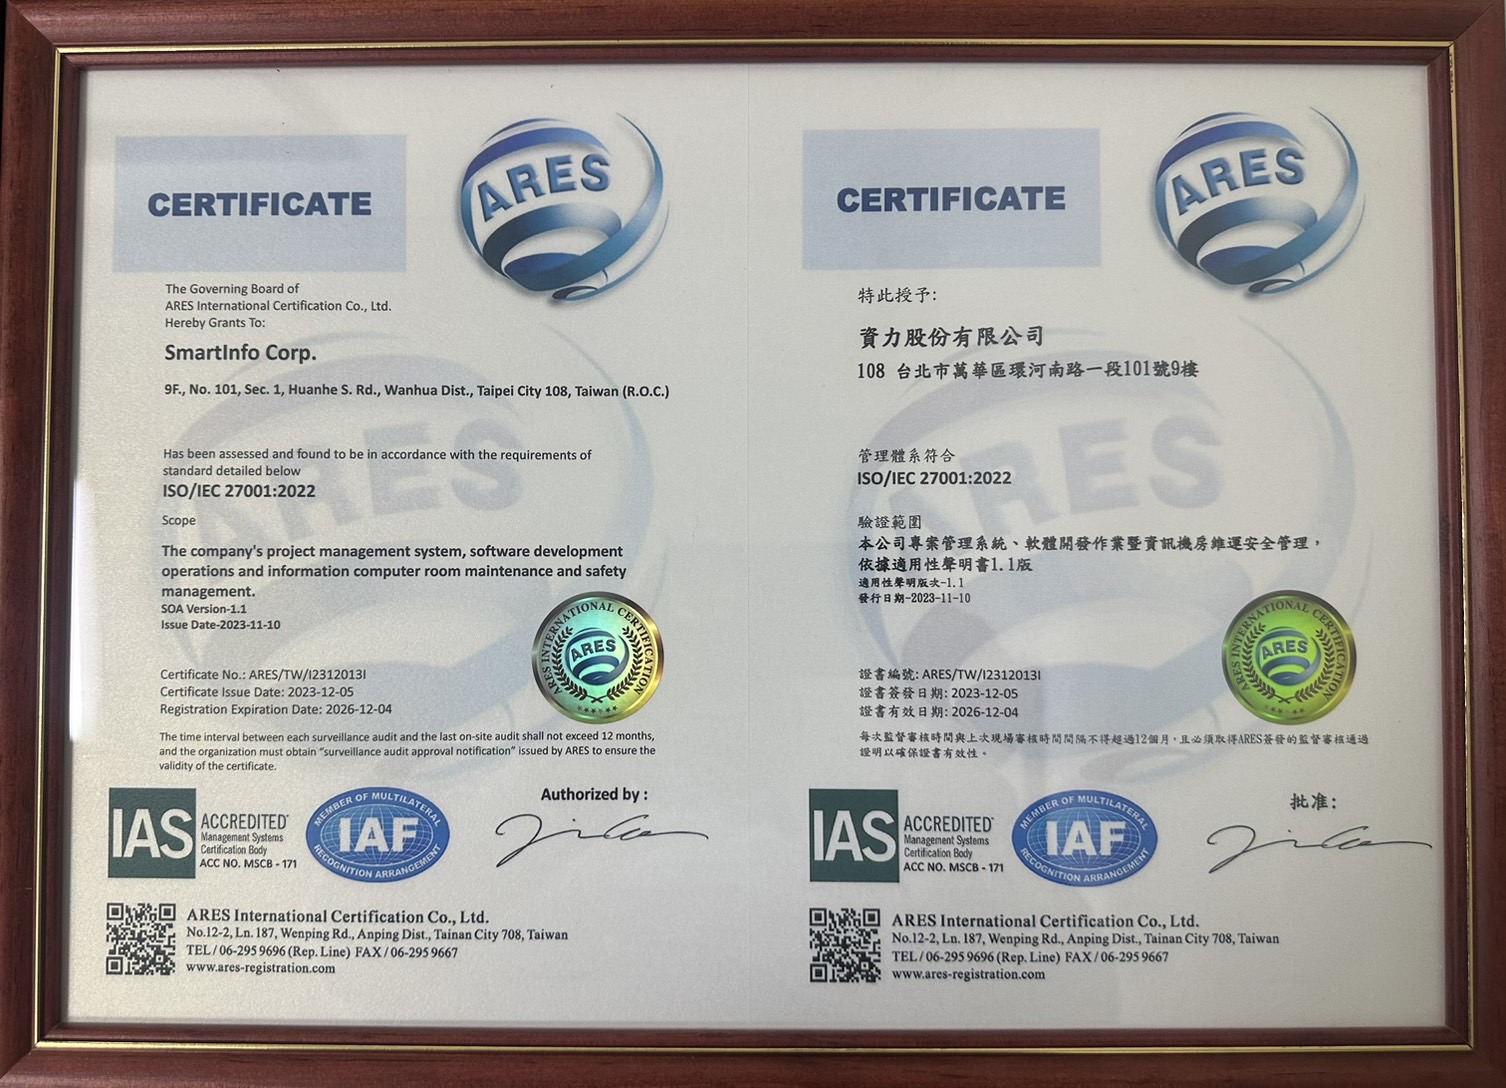 CERTIFICATE
ARES
The Governing Board of
ARES International Certification Co., Ltd.
Hereby Grants To:
SmartInfo Corp.
9F., No. 101, Sec. 1, Huanhe S. Rd., Wanhua Dist., Taipei City 108, Taiwan (R.O.C.)
Has been assessed and found to be in accordance with the requirements of
standard detailed below
ISO/IEC 27001:2022
Scope
The company's project management system, software development
operations and information computer room maintenance and safety
management.
SOA Version-1.1
Issue Date-2023-11-10
ARES INTERNATIONAL CERTIFICATION
ARES
Certificate No.: ARES/TW/I2312013I
Certificate Issue Date: 2023-12-05
Registration Expiration Date: 2026-12-04
The time interval between each surveillance audit and the last on-site audit shall not exceed 12 months,
and the organization must obtain "surveillance audit approval notification" issued by ARES to ensure the
validity of the certificate.
Authorized by :
IAS
ACCREDITED
Management Systems
Certification Body
ACC NO. MSCB - 171
MEMBER OF MULTILATERAL
IAF
RECOGNITION ARRANGEMENT
ARES International Certification Co., Ltd.
No.12-2, Ln. 187, Wenping Rd., Anping Dist., Tainan City 708, Taiwan
TEL / 06-295 9696 (Rep. Line) FAX / 06-295 9667
www.ares-registration.com
CERTIFICATE
ARES
特此授予:
資力股份有限公司
108 台北市萬華區環河南路一段101號9樓
管理體系符合
ISO/IEC 27001:2022
驗證範圍
本公司專案管理系統、軟體開發作業暨資訊機房維運安全管理，
依據適用性聲明書1.1版
適用性聲明版次-1.1
發行日期-2023-11-10
ARES INTERNATIONAL CERTIFICATION
ARES
證書編號: ARES/TW/I2312013I
證書簽發日期: 2023-12-05
證書有效日期: 2026-12-04
每次監督審核時間與上次現場審核時間間隔不得超過12個月，且必須取得ARES簽發的監督審核通過
證明以確保證書有效性。
批准:
IAS
ACCREDITED
Management Systems
Certification Body
ACC NO. MSCB - 171
MEMBER OF MULTILATERAL
IAF
RECOGNITION ARRANGEMENT
ARES International Certification Co., Ltd.
No.12-2, Ln. 187, Wenping Rd., Anping Dist., Tainan City 708, Taiwan
TEL / 06-295 9696 (Rep. Line) FAX / 06-295 9667
www.ares-registration.com